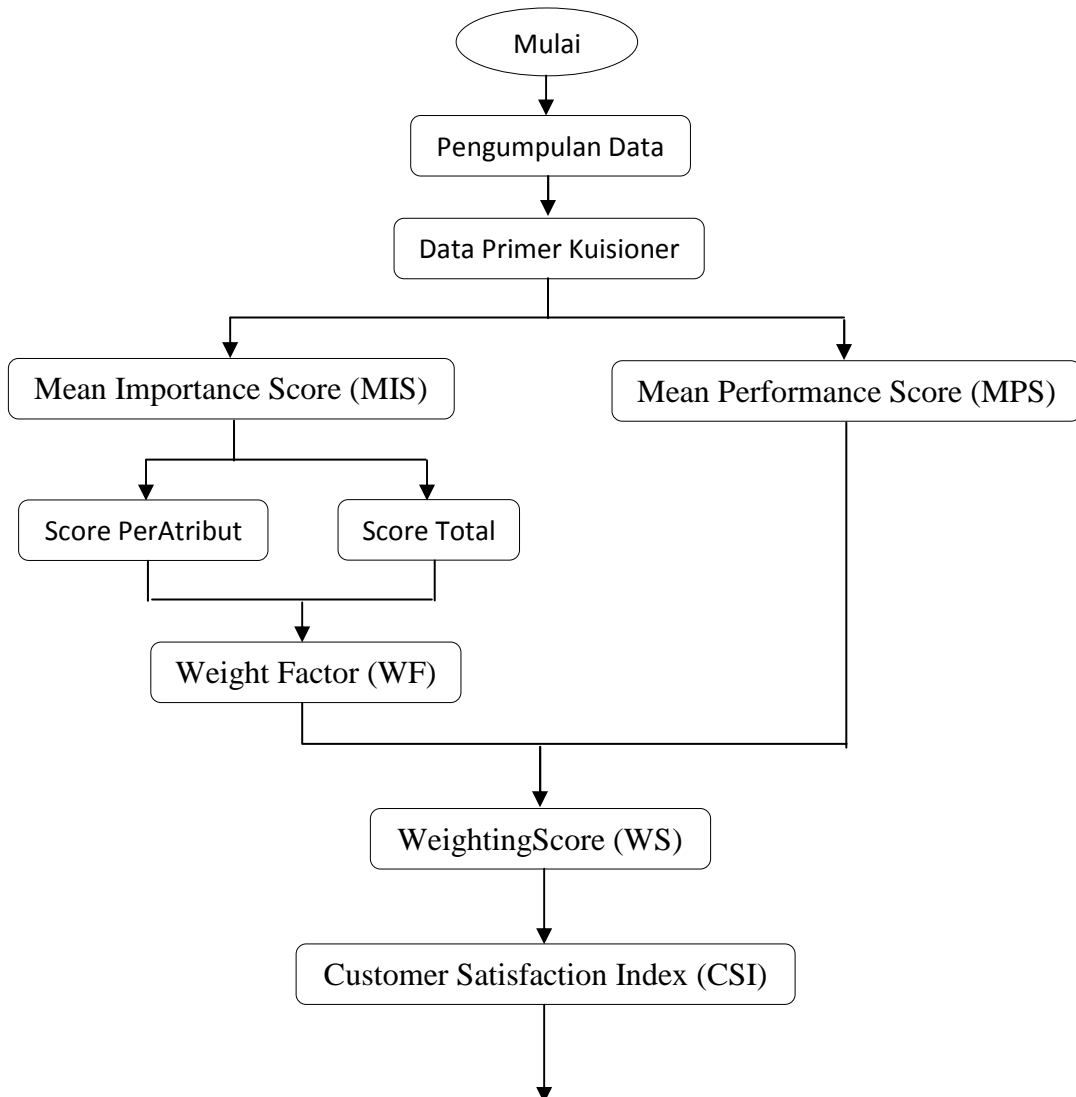 Mulai
Pengumpulan Data
Data Primer Kuisioner
Mean Importance Score (MIS)
Mean Performance Score (MPS)
Score PerAtribut
Score Total
Weight Factor (WF)
WeightingScore (WS)
Customer Satisfaction Index (CSI)